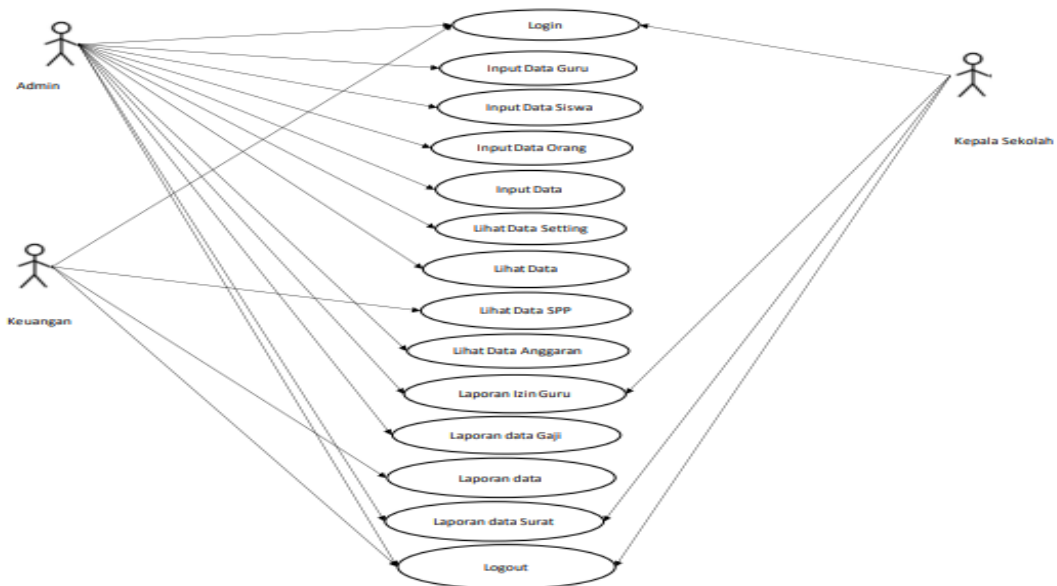 Login
Admin
Input Data Guru
Input Data Siswa
Kepala Sekolah
Input Data Orang
Input Data
Lihat Data Setting
Lihat Data
Keuangan
Lihat Data SPP
Lihat Data Anggaran
Laporan Izin Guru
Laporan data Gaji
Laporan data
Laporan data Surat
Logout